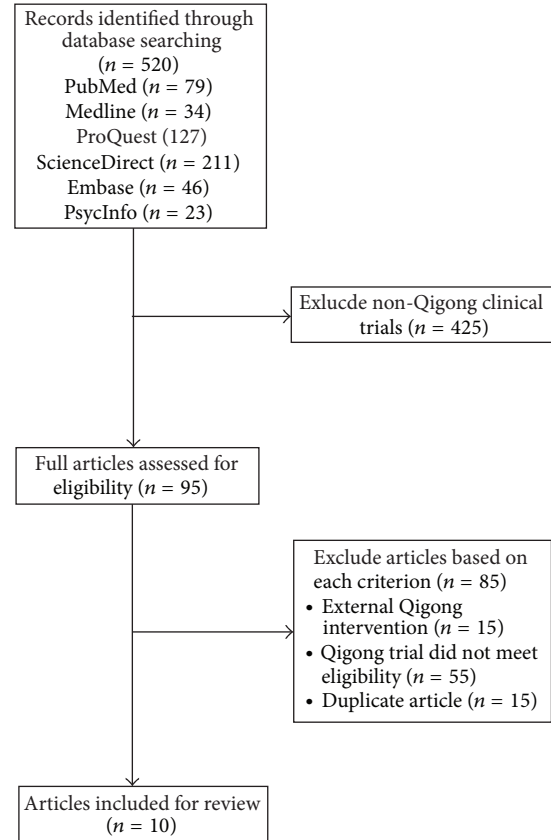 Records identified through
database searching
(n = 520)
PubMed (n = 79)
Medline (n = 34)
ProQuest (127)
ScienceDirect (n = 211)
Embase (n = 46)
PsycInfo (n = 23)
Exlucde non-Qigong clinical
trials (n = 425)
Full articles assessed for
eligibility (n = 95)
Exclude articles based on
each criterion (n = 85)
• External Qigong
intervention (n = 15)
• Qigong trial did not meet
eligibility (n = 55)
• Duplicate article (n = 15)
Articles included for review
(n = 10)